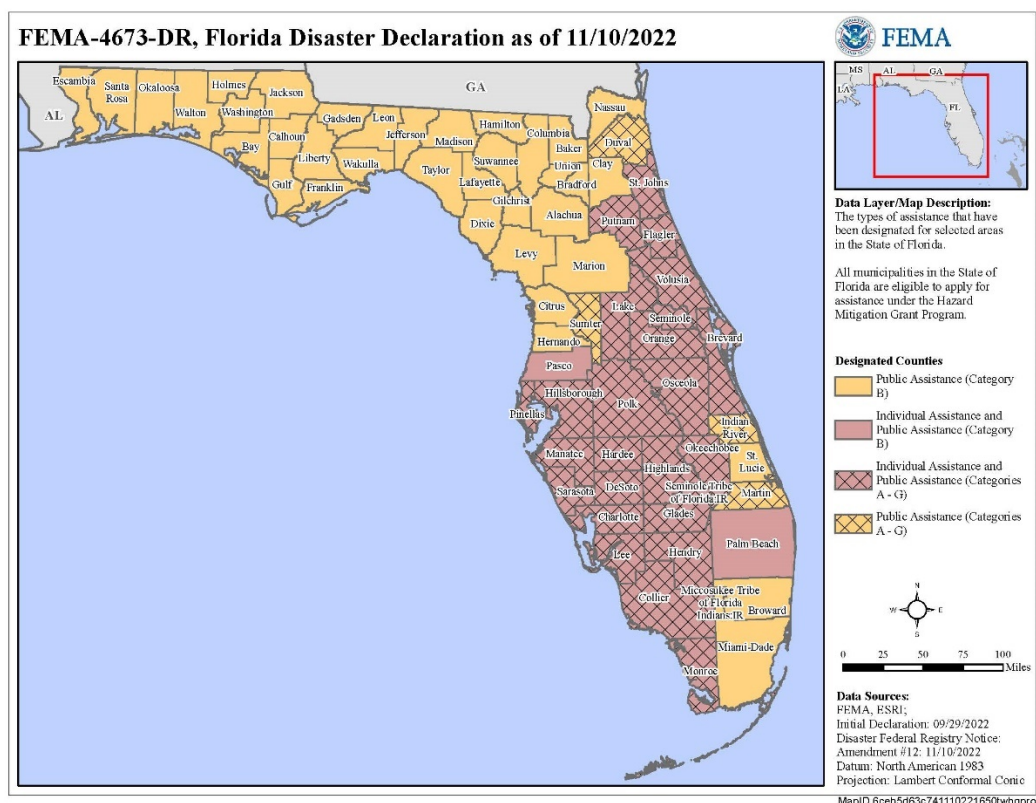 FEMA-4673-DR, Florida Disaster Declaration as of 11/10/2022
FEMA
GA
AL
Escambia
Santa
Rosa
Okaloosa
Walton
Holmes
Washington
Jackson
Bay
Calhoun
Gulf
Liberty
Franklin
Gadsden
Leon
Wakulla
Jefferson
Madison
Taylor
Hamilton
Suwannee
Lafayette
Dixie
Columbia
Gilchrist
Baker
Union
Bradford
Alachua
Levy
Nassau
Duval
Clay
St. Johns
Putnam
Flagler
Marion
Volusia
Citrus
Sumter
Lake
Hernando
Seminole
Orange
Brevard
Pasco
Hillsborough
Pinellas
Polk
Osceola
Indian
River
Okeechobee
St.
Lucie
Manatee
Hardee
Highlands
Sarasota
DeSoto
Seminole Tribe
of Florida:IR
Martin
Charlotte
Glades
Lee
Hendry
Palm Beach
Collier
Miccosukee Tribe
of Florida
Indians:IR
Broward
Miami-Dade
Monroe
MS
AL
GA
LA
FL
Data Layer/Map Description:
The types of assistance that have
been designated for selected areas
in the State of Florida.
All municipalities in the State of
Florida are eligible to apply for
assistance under the Hazard
Mitigation Grant Program.
Designated Counties
Public Assistance (Category
B)
Individual Assistance and
Public Assistance (Category
B)
Individual Assistance and
Public Assistance (Categories
A - G)
Public Assistance (Categories
A - G)
N
W
E
S
0 25 50 75 100
Miles
Data Sources:
FEMA, ESRI;
Initial Declaration: 09/29/2022
Disaster Federal Registry Notice:
Amendment #12: 11/10/2022
Datum: North American 1983
Projection: Lambert Conformal Conic